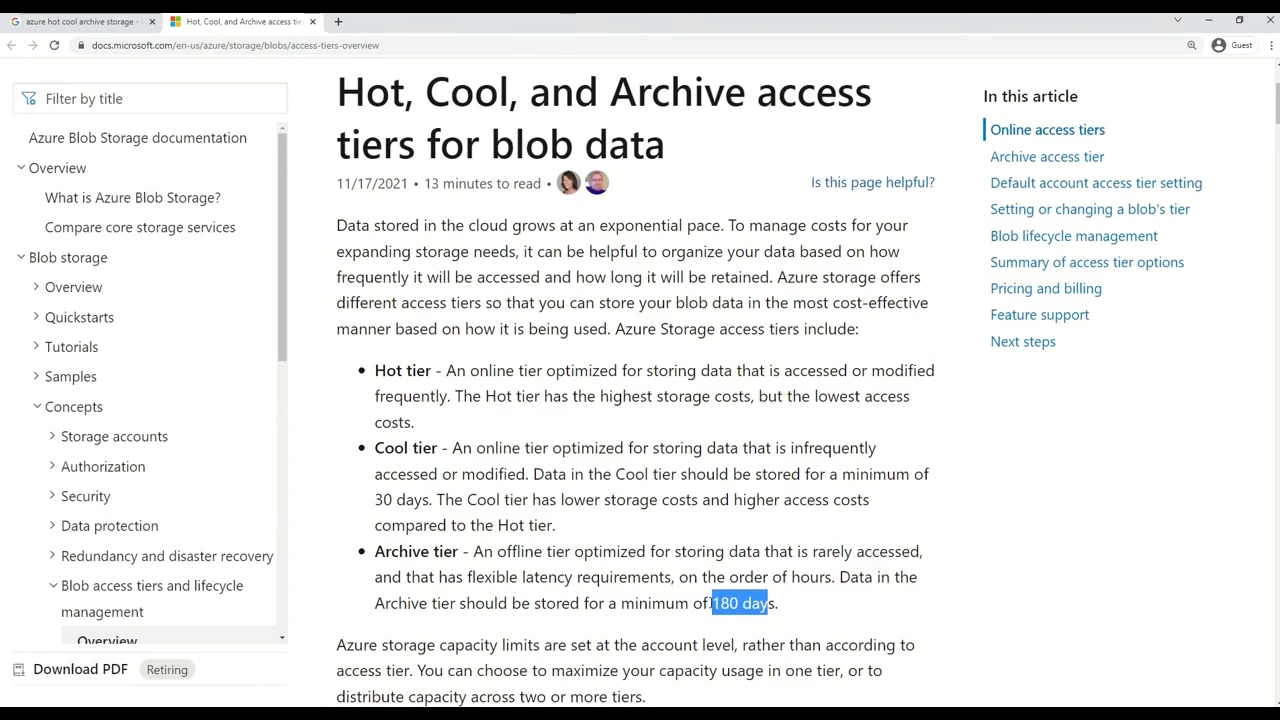 azure hot cool archive storage -
Hot, Cool, and Archive access tie
docs.microsoft.com/en-us/azure/storage/blobs/access-tiers-overview
Guest
Filter by title
Azure Blob Storage documentation
Overview
What is Azure Blob Storage?
Compare core storage services
Blob storage
Overview
Quickstarts
Tutorials
Samples
Concepts
Storage accounts
Authorization
Security
Data protection
Redundancy and disaster recovery
Blob access tiers and lifecycle
management
Overview
Download PDF
Retiring
Hot, Cool, and Archive access
tiers for blob data
11/17/2021 • 13 minutes to read •
Is this page helpful?
Data stored in the cloud grows at an exponential pace. To manage costs for your
expanding storage needs, it can be helpful to organize your data based on how
frequently it will be accessed and how long it will be retained. Azure storage offers
different access tiers so that you can store your blob data in the most cost-effective
manner based on how it is being used. Azure Storage access tiers include:
• Hot tier - An online tier optimized for storing data that is accessed or modified
frequently. The Hot tier has the highest storage costs, but the lowest access
costs.
• Cool tier - An online tier optimized for storing data that is infrequently
accessed or modified. Data in the Cool tier should be stored for a minimum of
30 days. The Cool tier has lower storage costs and higher access costs
compared to the Hot tier.
• Archive tier - An offline tier optimized for storing data that is rarely accessed,
and that has flexible latency requirements, on the order of hours. Data in the
Archive tier should be stored for a minimum of 180 days.
Azure storage capacity limits are set at the account level, rather than according to
access tier. You can choose to maximize your capacity usage in one tier, or to
distribute capacity across two or more tiers.
In this article
Online access tiers
Archive access tier
Default account access tier setting
Setting or changing a blob's tier
Blob lifecycle management
Summary of access tier options
Pricing and billing
Feature support
Next steps